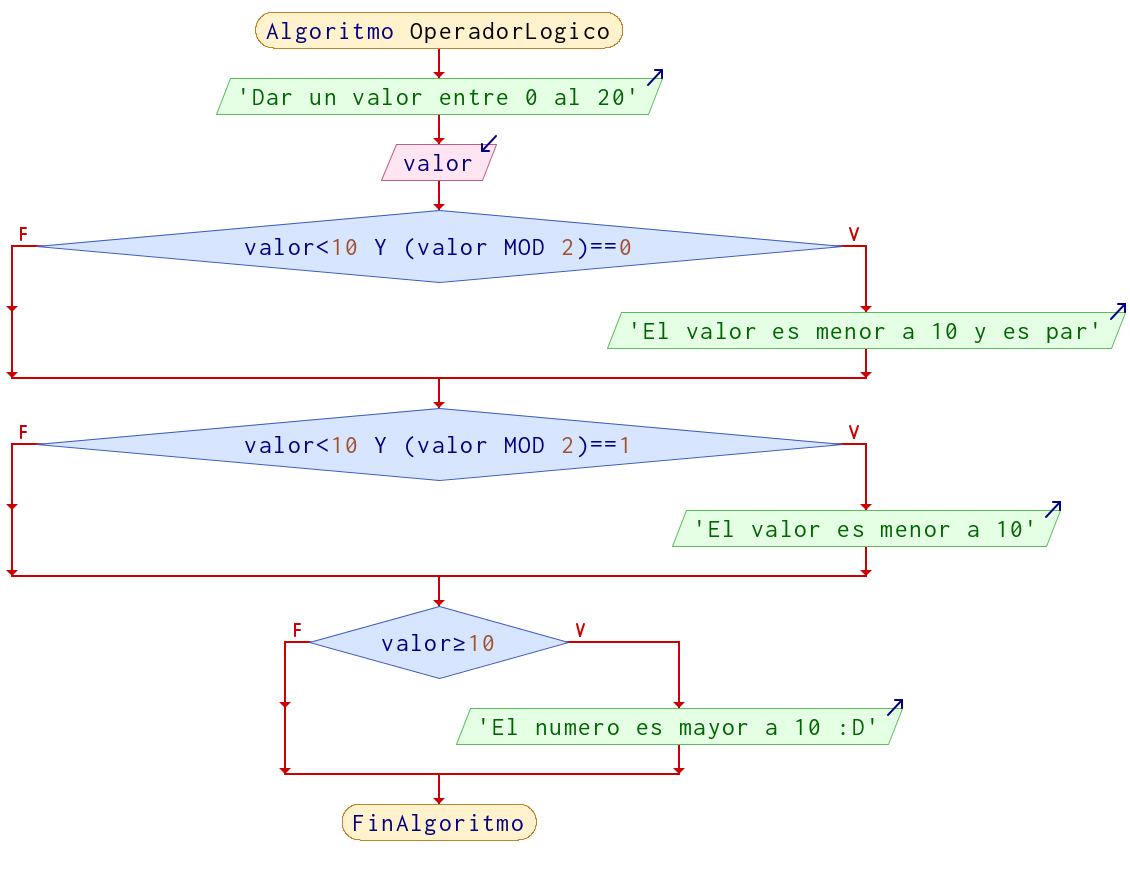 Algoritmo OperadorLogico
'Dar un valor entre 0 al 20'
valor
F
V
valor<10 Y (valor MOD 2)==0
'El valor es menor a 10 y es par'
F
V
valor<10 Y (valor MOD 2)==1
'El valor es menor a 10'
F
V
valor≥10
'El numero es mayor a 10 :D'
FinAlgoritmo